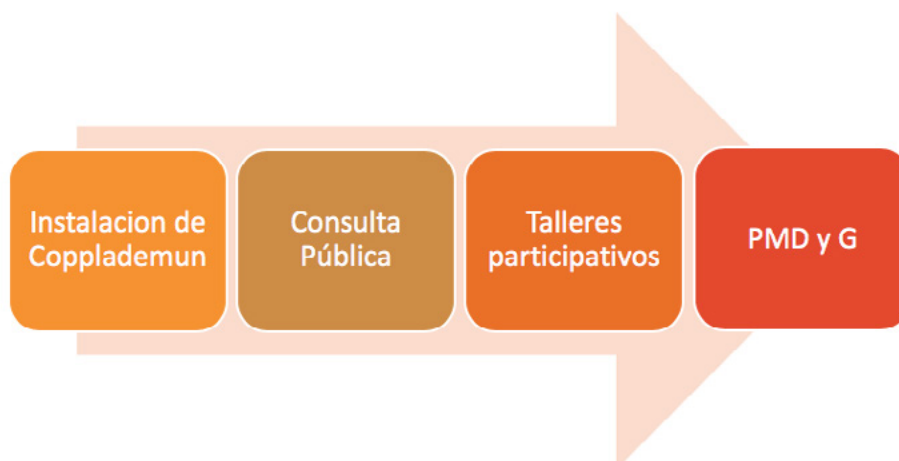 Instalacion de
Copplademun
Consulta
Pública
Talleres
participativos
PMD y G